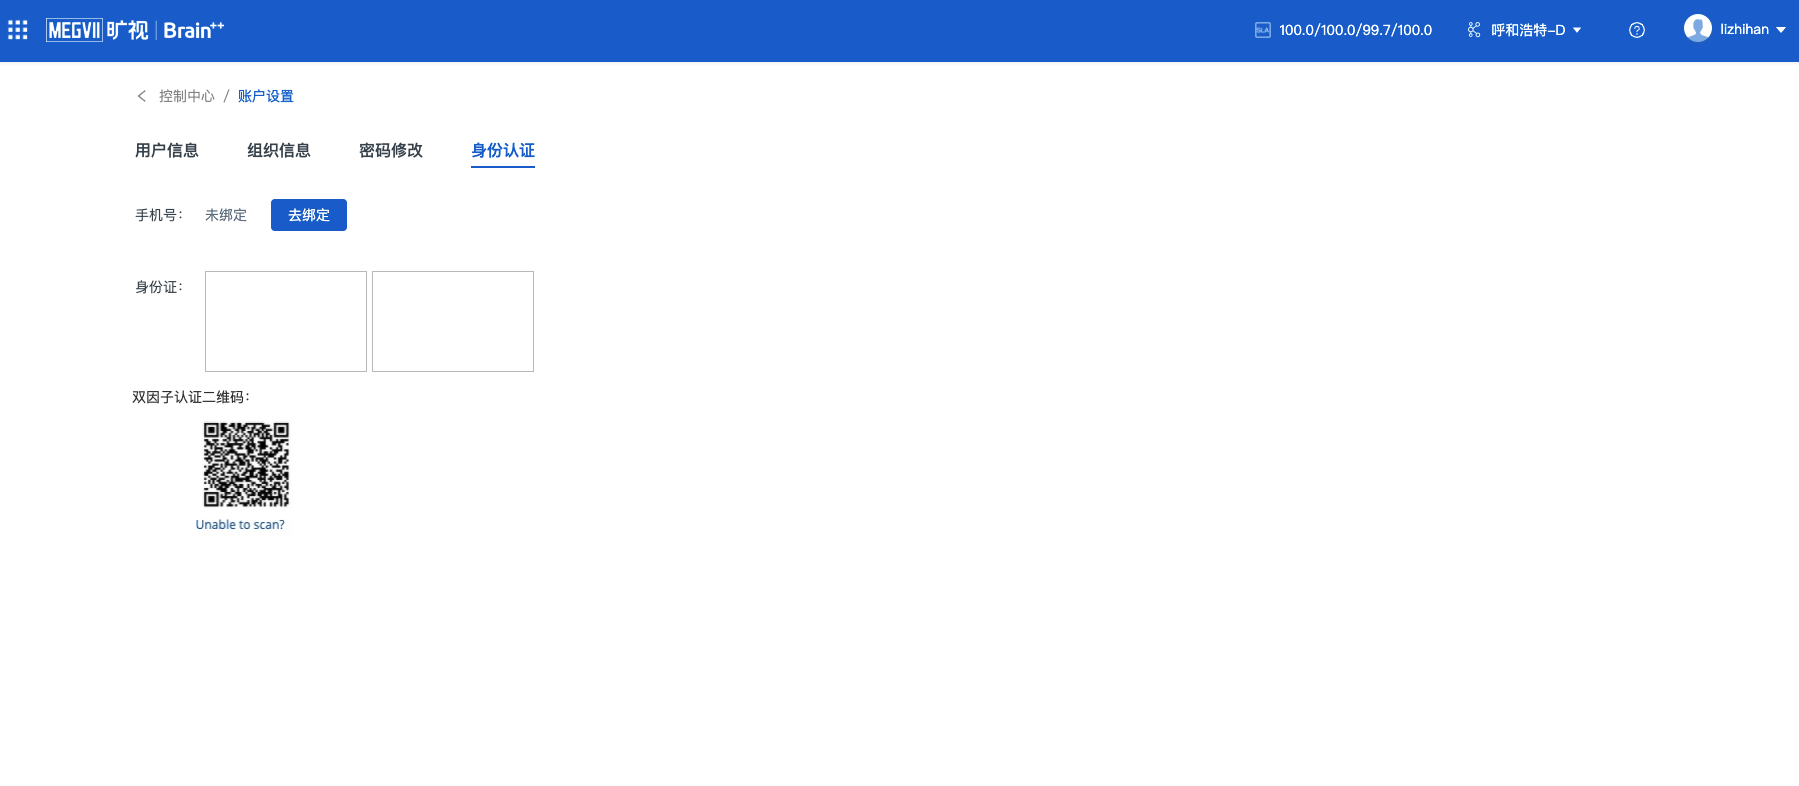 MEGVII 旷视 Brain++
SLA 100.0/100.0/99.7/100.0 呼和浩特-D lizhihan
控制中心 / 账户设置
用户信息 组织信息 密码修改 身份认证
手机号： 未绑定 去绑定
身份证：
双因子认证二维码：
Unable to scan?